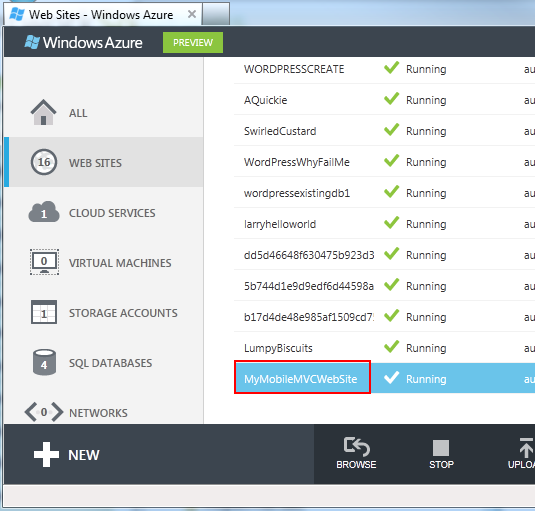 Web Sites - Windows Azure
Windows Azure PREVIEW
ALL
16 WEB SITES
1 CLOUD SERVICES
0 VIRTUAL MACHINES
1 STORAGE ACCOUNTS
4 SQL DATABASES
0 NETWORKS
WORDPRESSCREATE Running au
AQuickie Running au
SwirledCustard Running au
WordPressWhyFailMe Running au
wordpressexistingdb1 Running au
larryhelloworld Running au
dd5d46648f630475b923d3 Running au
5b744d1e9d9edf6d44598a Running au
b17d4de48e985af1509cd7 Running au
LumpyBiscuits Running au
MyMobileMVCWebSite Running au
NEW
BROWSE STOP UPLOA